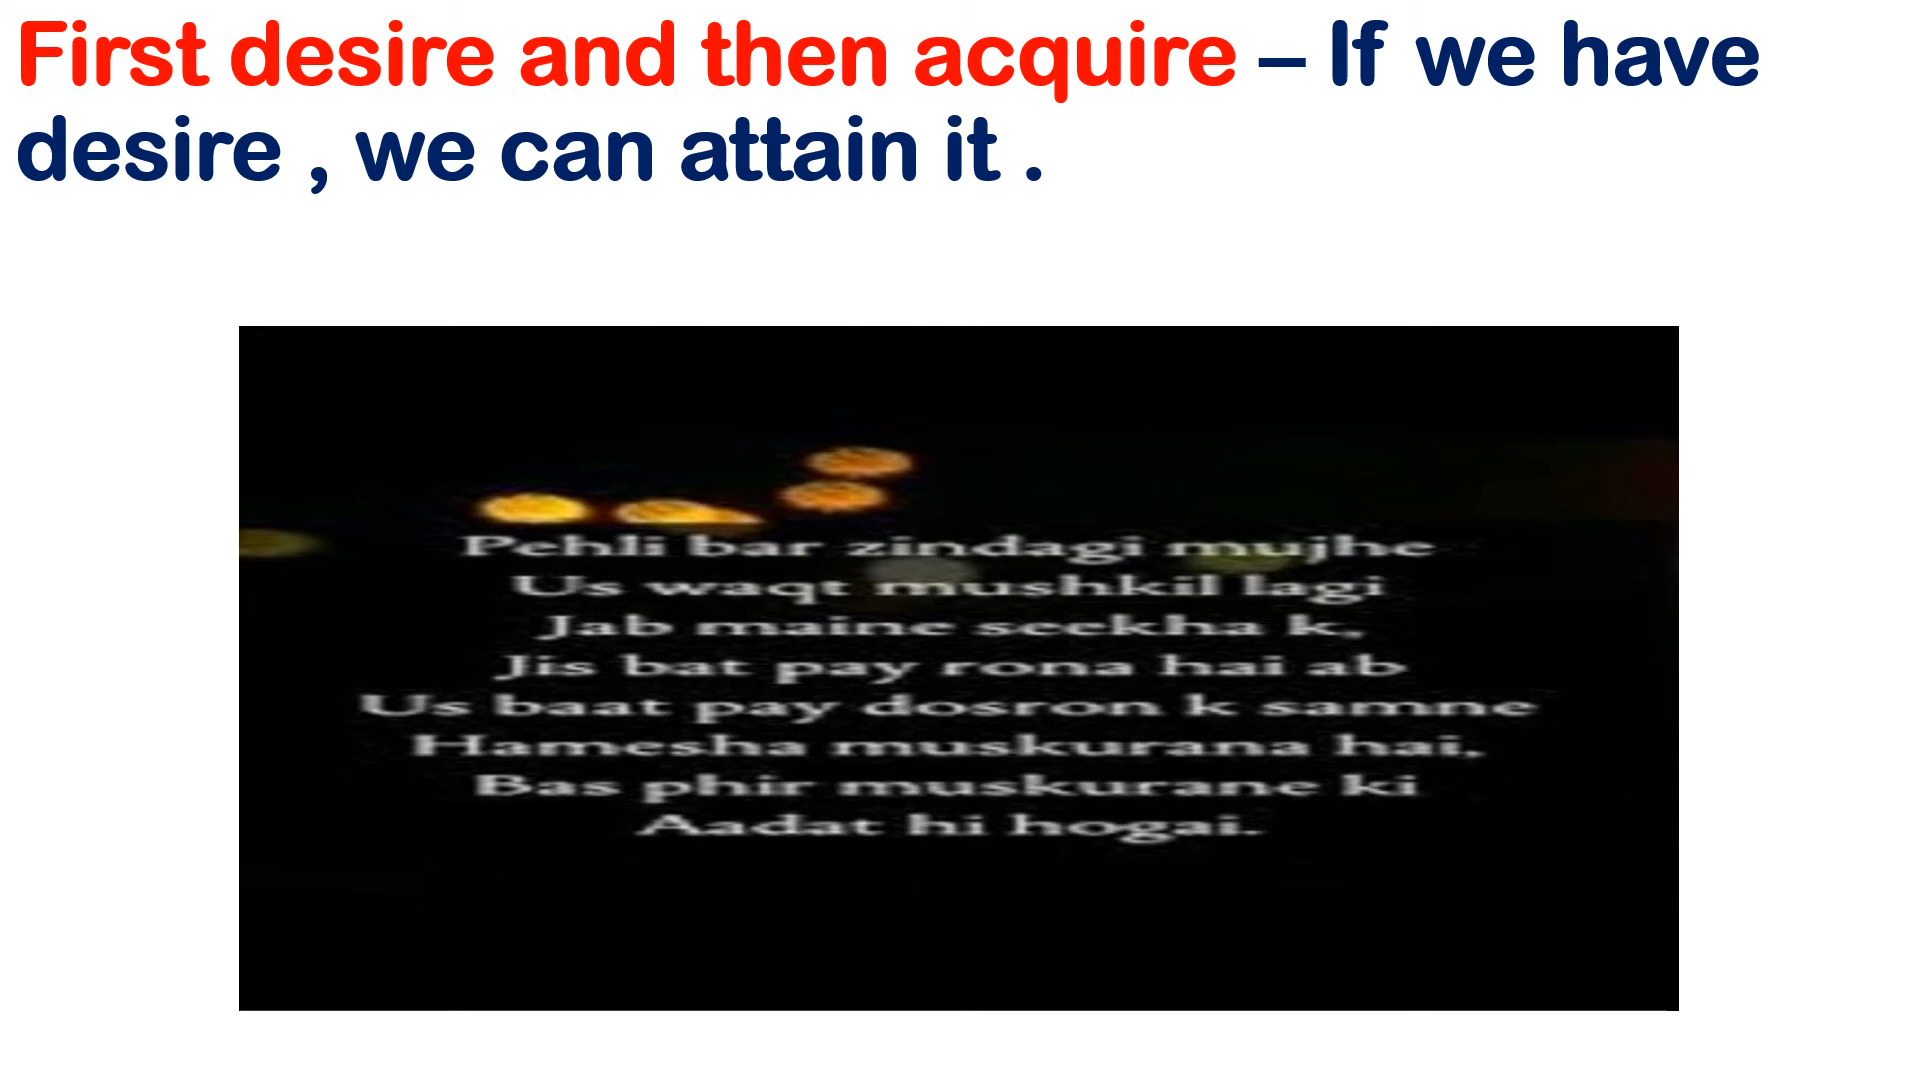 First desire and then acquire – If we have
desire , we can attain it .
Pehli bar zindagi mujhe
Us waqt mushkil lagi
Jab maine seekha k,
Jis bat pay rona hai ab
Us baat pay dosron k samne
Hamesha muskurana hai,
Bas phir muskurane ki
Aadat hi hogai.